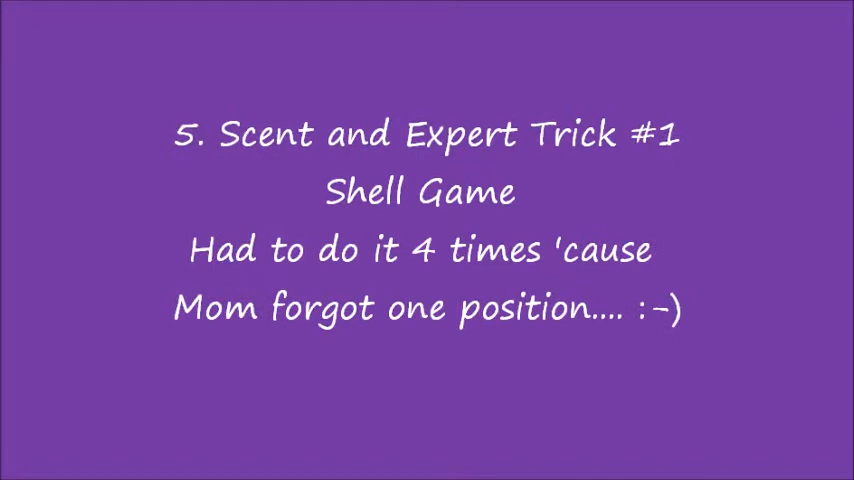 5. Scent and Expert Trick #1
Shell Game
Had to do it 4 times 'cause
Mom forgot one position.... :-)